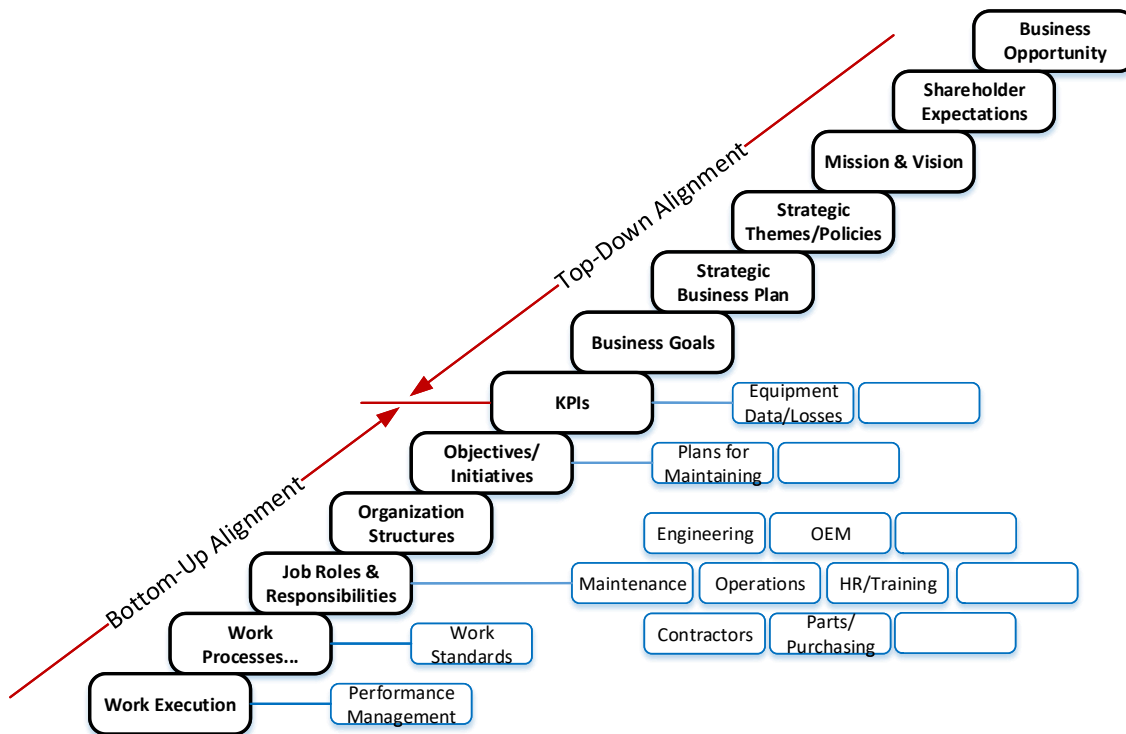 Business
Opportunity
Shareholder
Expectations
Mission & Vision
Top-Down Alignment
Strategic
Themes/Policies
Strategic
Business Plan
Business Goals
KPIs
Equipment
Data/Losses
Objectives/
Initiatives
Plans for
Maintaining
Bottom-Up Alignment
Organization
Structures
Engineering
OEM
Job Roles &
Responsibilities
Maintenance
Operations
HR/Training
Work
Processes...
Work
Standards
Contractors
Parts/
Purchasing
Work Execution
Performance
Management